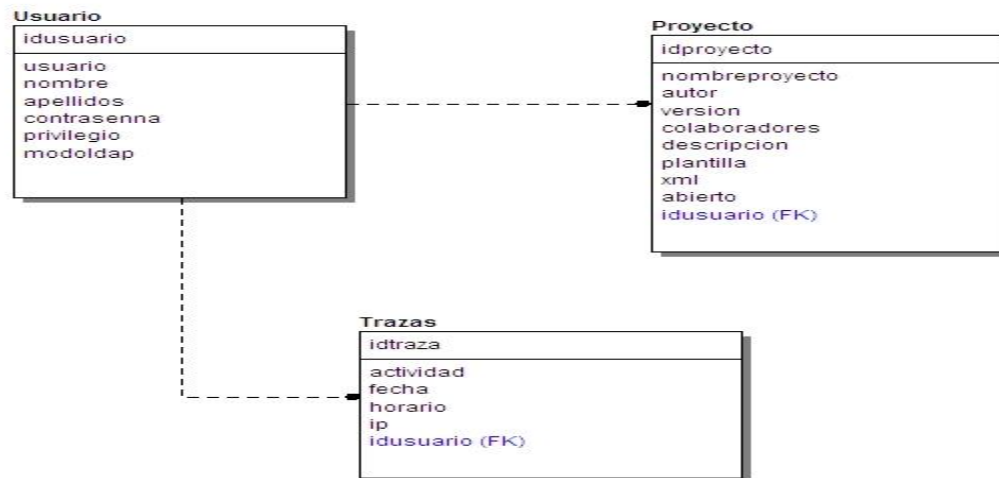 Usuario
idusuario
usuario
nombre
apellidos
contrasenna
privilegio
modoldap
Proyecto
idproyecto
nombreproyecto
autor
version
colaboradores
descripcion
plantilla
xml
abierto
idusuario (FK)
Trazas
idtraza
actividad
fecha
horario
ip
idusuario (FK)